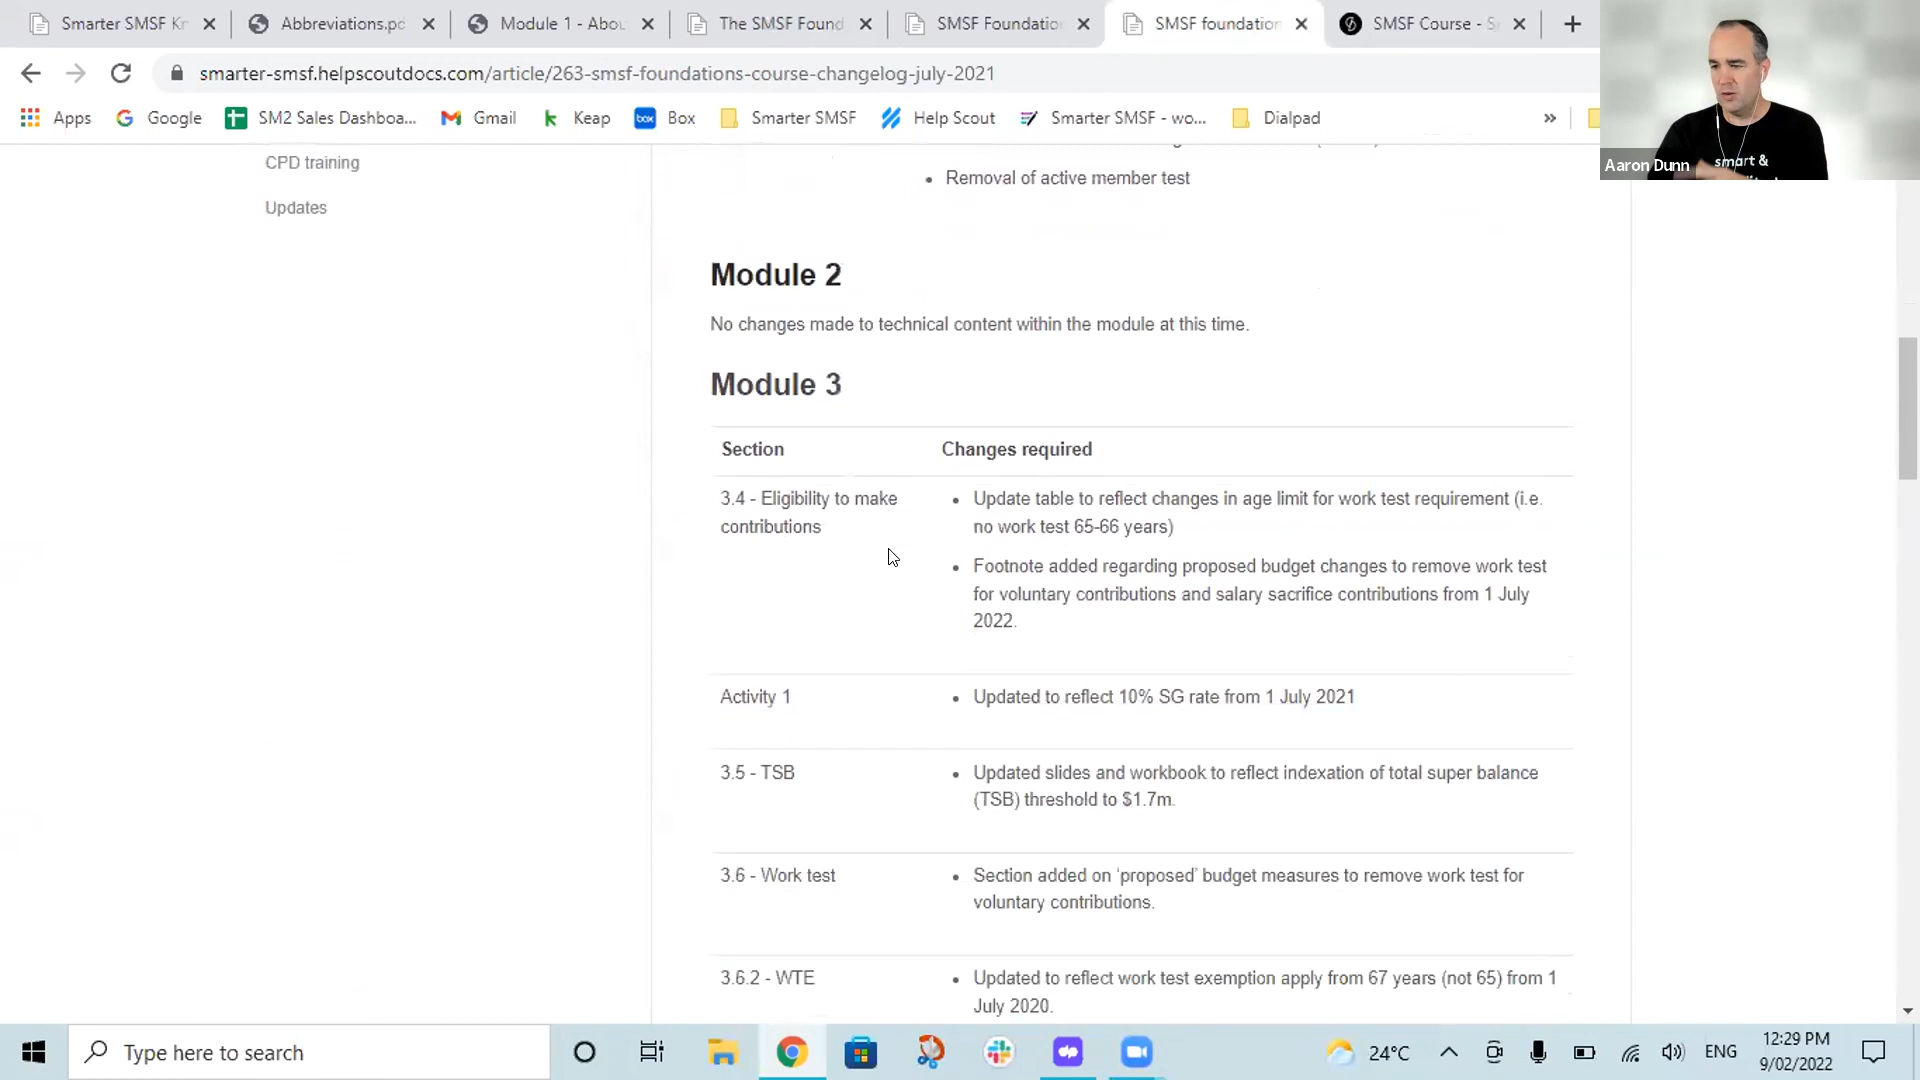 Smarter SMSF Kn
Abbreviations.pd
Module 1 - Abou
The SMSF Found
SMSF Foundation
SMSF foundation
SMSF Course - S
smarter-smsf.helpscoutdocs.com/article/263-smsf-foundations-course-changelog-july-2021
Apps
Google
SM2 Sales Dashboa...
Gmail
Keap
box
Box
Smarter SMSF
Help Scout
Smarter SMSF - wo...
Dialpad
»
smart &
Aaron Dunn
CPD training
Updates
• Removal of active member test
Module 2
No changes made to technical content within the module at this time.
Module 3
Section
Changes required
3.4 - Eligibility to make
contributions
• Update table to reflect changes in age limit for work test requirement (i.e.
no work test 65-66 years)
• Footnote added regarding proposed budget changes to remove work test
for voluntary contributions and salary sacrifice contributions from 1 July
2022.
Activity 1
• Updated to reflect 10% SG rate from 1 July 2021
3.5 - TSB
• Updated slides and workbook to reflect indexation of total super balance
(TSB) threshold to $1.7m.
3.6 - Work test
• Section added on ‘proposed’ budget measures to remove work test for
voluntary contributions.
3.6.2 - WTE
• Updated to reflect work test exemption apply from 67 years (not 65) from 1
July 2020.
Type here to search
24°C
ENG
12:29 PM
9/02/2022